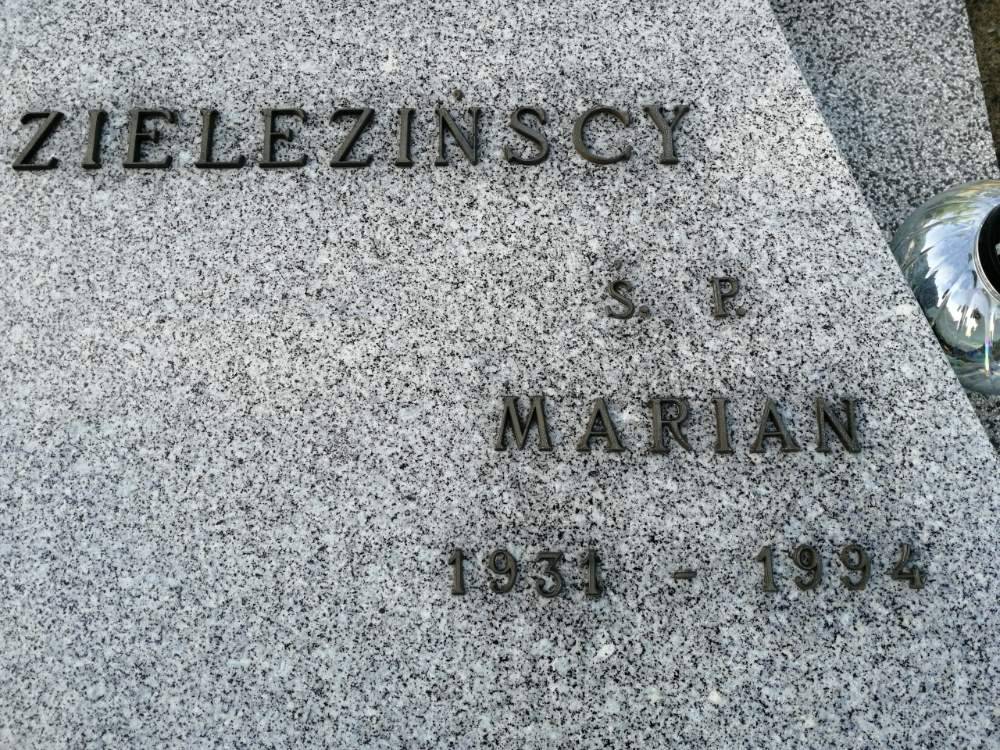 ZIELEZIŃSCY
Ś. P.
MARIAN
1931 - 1994